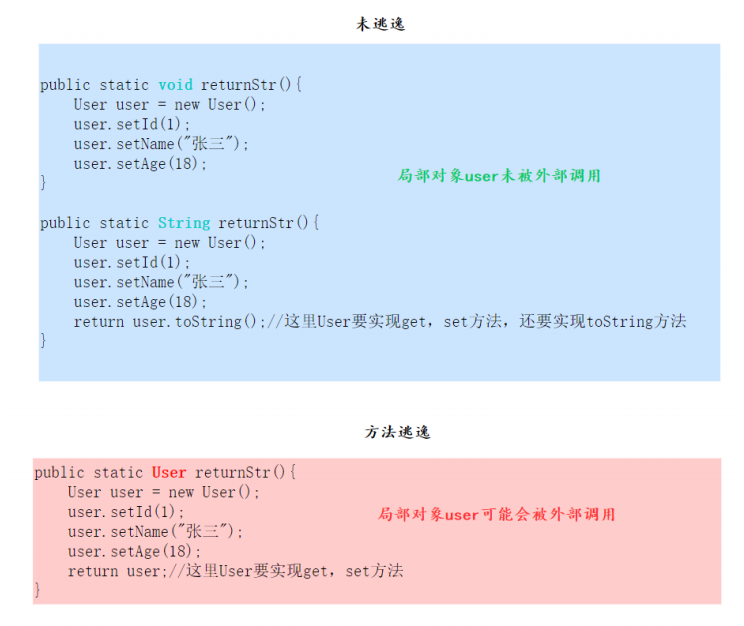 未逃逸
public static void returnStr(){
User user = new User();
user.setId(1);
user.setName("张三");
user.setAge(18);
}
局部对象user未被外部调用
public static String returnStr(){
User user = new User();
user.setId(1);
user.setName("张三");
user.setAge(18);
return user.toString();//这里User要实现get，set方法，还要实现toString方法
}
方法逃逸
public static User returnStr(){
User user = new User();
user.setId(1);
局部对象user可能会被外部调用
user.setName("张三");
user.setAge(18);
return user;//这里User要实现get，set方法
}